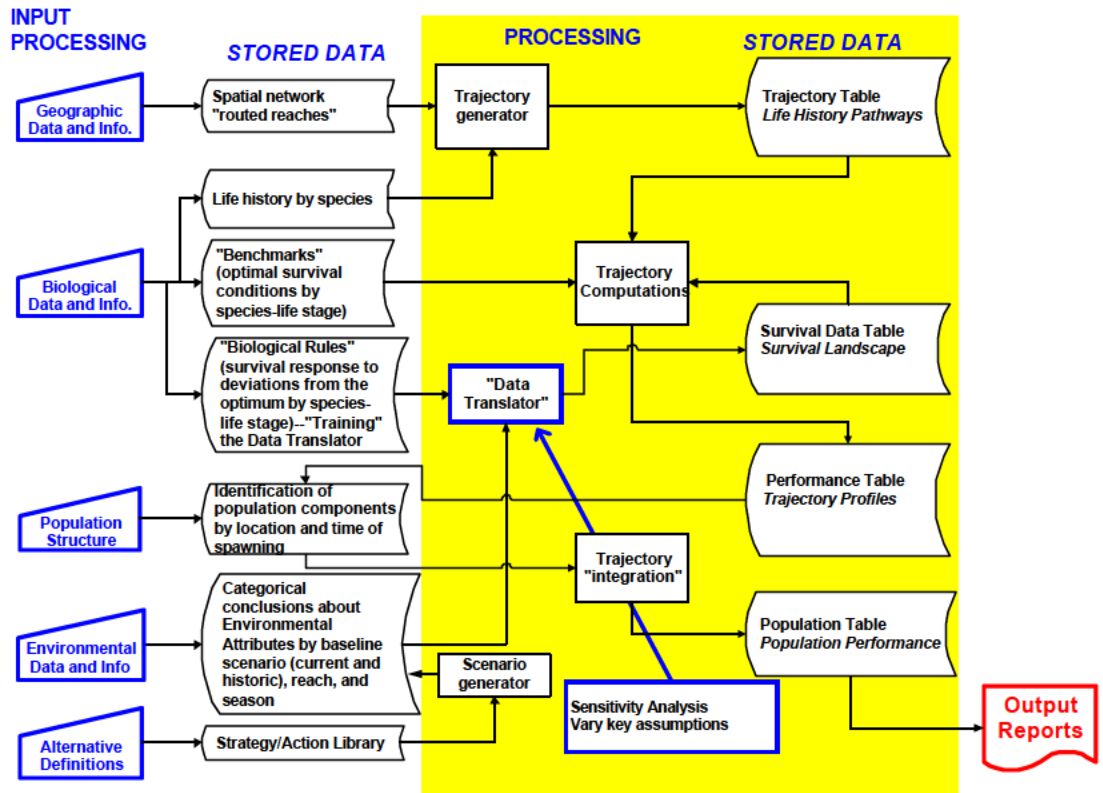 INPUT
PROCESSING
STORED DATA
PROCESSING
STORED DATA
Geographic
Data and Info.
Spatial network
"routed reaches"
Trajectory
generator
Trajectory Table
Life History Pathways
Life history by species
Biological
Data and Info.
"Benchmarks"
(optimal survival
conditions by
species-life stage)
Trajectory
Computations
Survival Data Table
Survival Landscape
"Biological Rules"
(survival response to
deviations from the
optimum by species-
life stage)--"Training"
the Data Translator
"Data
Translator"
Performance Table
Trajectory Profiles
Population
Structure
Identification of
population components
by location and time of
spawning
Trajectory
"integration"
Environmental
Data and Info
Categorical
conclusions about
Environmental
Attributes by baseline
scenario (current and
historic), reach, and
season
Scenario
generator
Population Table
Population Performance
Sensitivity Analysis
Vary key assumptions
Output
Reports
Alternative
Definitions
Strategy/Action Library